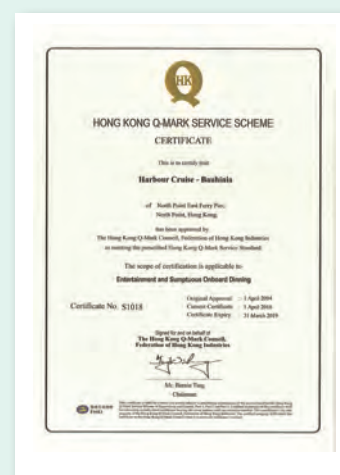 HK
HONG KONG Q-MARK SERVICE SCHEME
CERTIFICATE
This is to certify that
Harbour Cruise - Bauhinia
of North Point East Ferry Pier,
North Point, Hong Kong
has been approved by
The Hong Kong Q-Mark Council, Federation of Hong Kong Industries
as meeting the prescribed Hong Kong Q-Mark Service Standard
The scope of certification is applicable to:
Entertainment and Sumptuous Onboard Dinning
Certificate No. S1018
Original Approval : 1 April 2004
Current Certificate : 1 April 2016
Certificate Expiry : 31 March 2019
Signed for and on behalf of
The Hong Kong Q-Mark Council,
Federation of Hong Kong Industries
Chairman